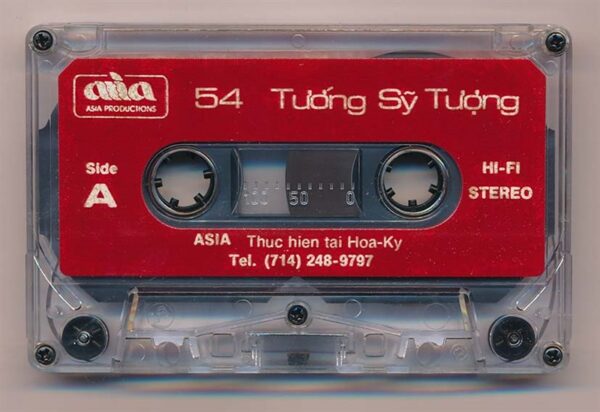 asia
ASIA PRODUCTIONS
54 Tướng Sỹ Tượng
Side
A
100 50 0
HI-FI
STEREO
ASIA Thuc hien tai Hoa-Ky
Tel. (714) 248-9797